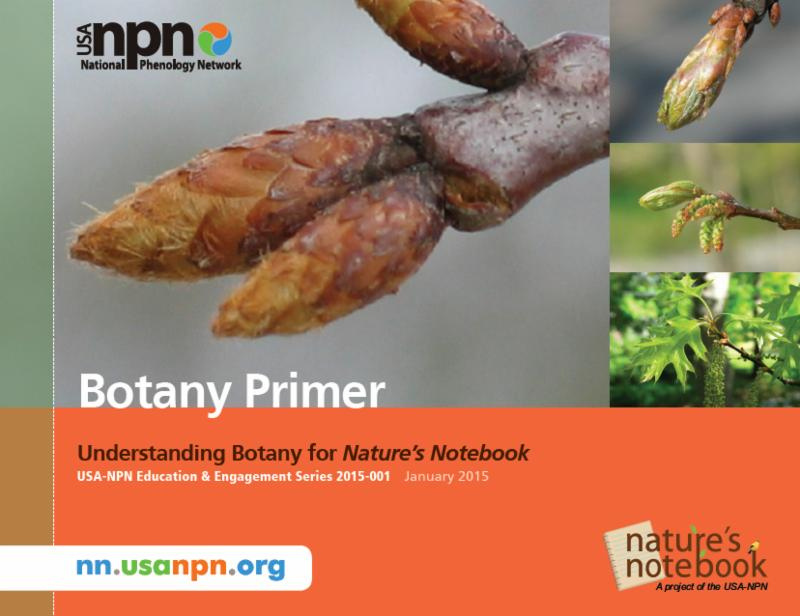 USA npn
National Phenology Network
Botany Primer
Understanding Botany for Nature's Notebook
USA-NPN Education & Engagement Series 2015-001 January 2015
nn.usanpn.org
nature's
notebook
A project of the USA-NPN